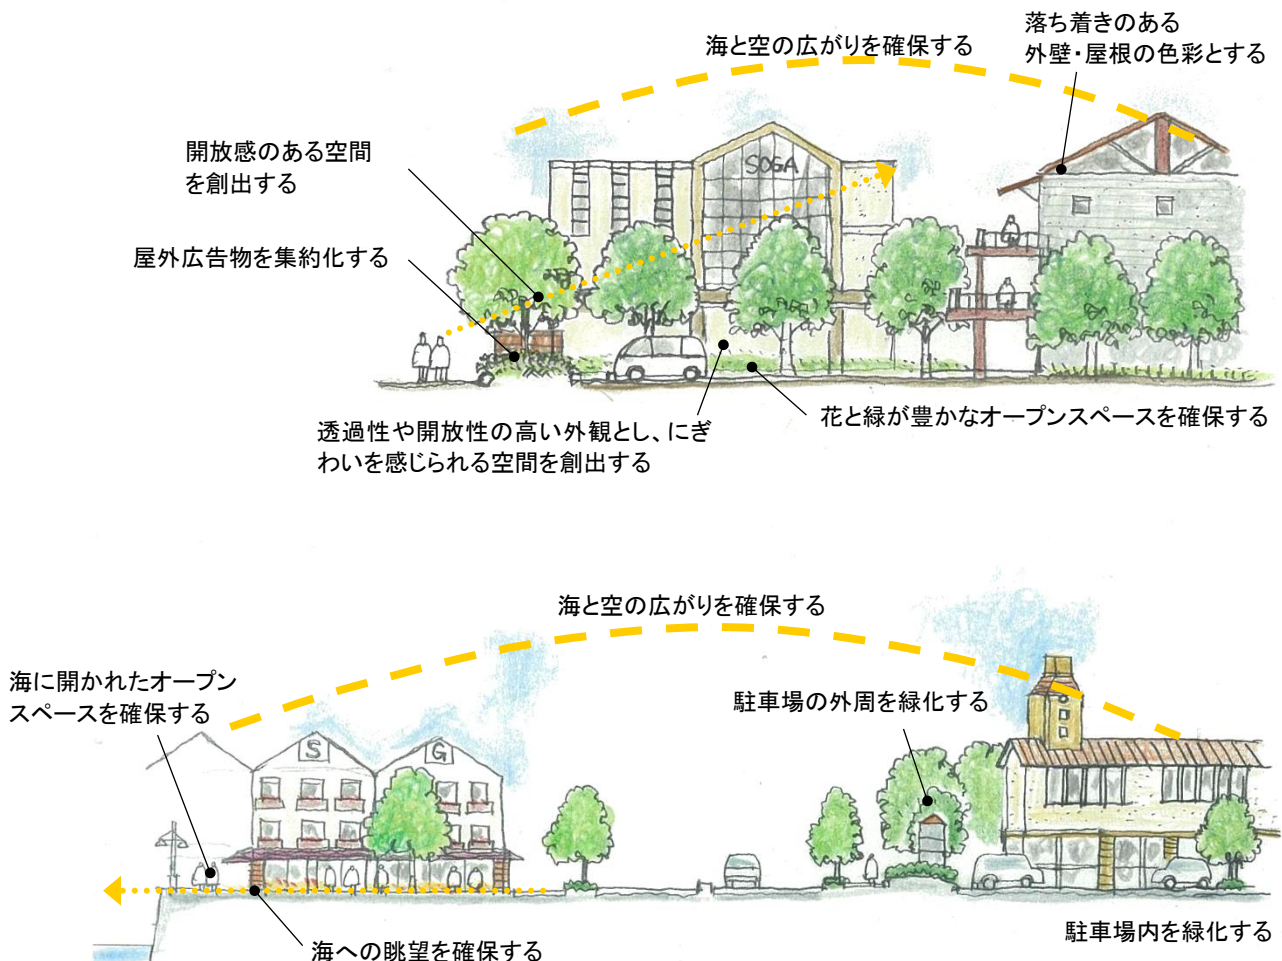 落ち着きのある
外壁・屋根の色彩とする
海と空の広がりを確保する
開放感のある空間
を創出する
SOGA
屋外広告物を集約化する
花と緑が豊かなオープンスペースを確保する
透過性や開放性の高い外観とし、にぎ
わいを感じられる空間を創出する
海と空の広がりを確保する
海に開かれたオープン
スペースを確保する
駐車場の外周を緑化する
S
G
駐車場内を緑化する
海への眺望を確保する